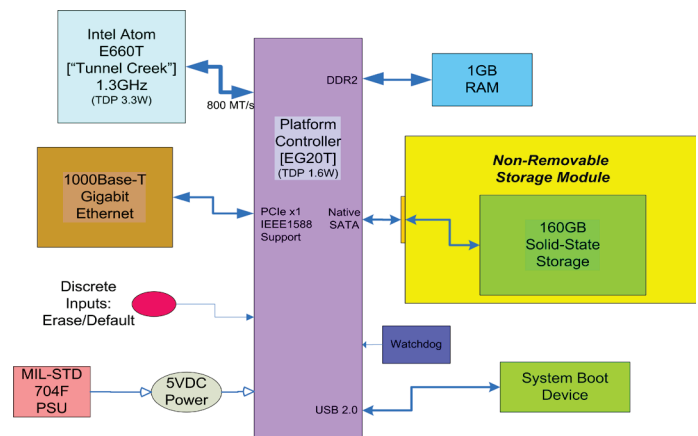 Intel Atom
E660T
["Tunnel Creek"]
1.3GHz
(TDP 3.3W)
800 MT/s
DDR2
1GB
RAM
Platform
Controller
[EG20T]
(TDP 1.6W)
1000Base-T
Gigabit
Ethernet
PCIe x1
IEEE1588
Support
Native
SATA
Non-Removable
Storage Module
160GB
Solid-State
Storage
Discrete
Inputs:
Erase/Default
Watchdog
MIL-STD
704F
PSU
5VDC
Power
USB 2.0
System Boot
Device